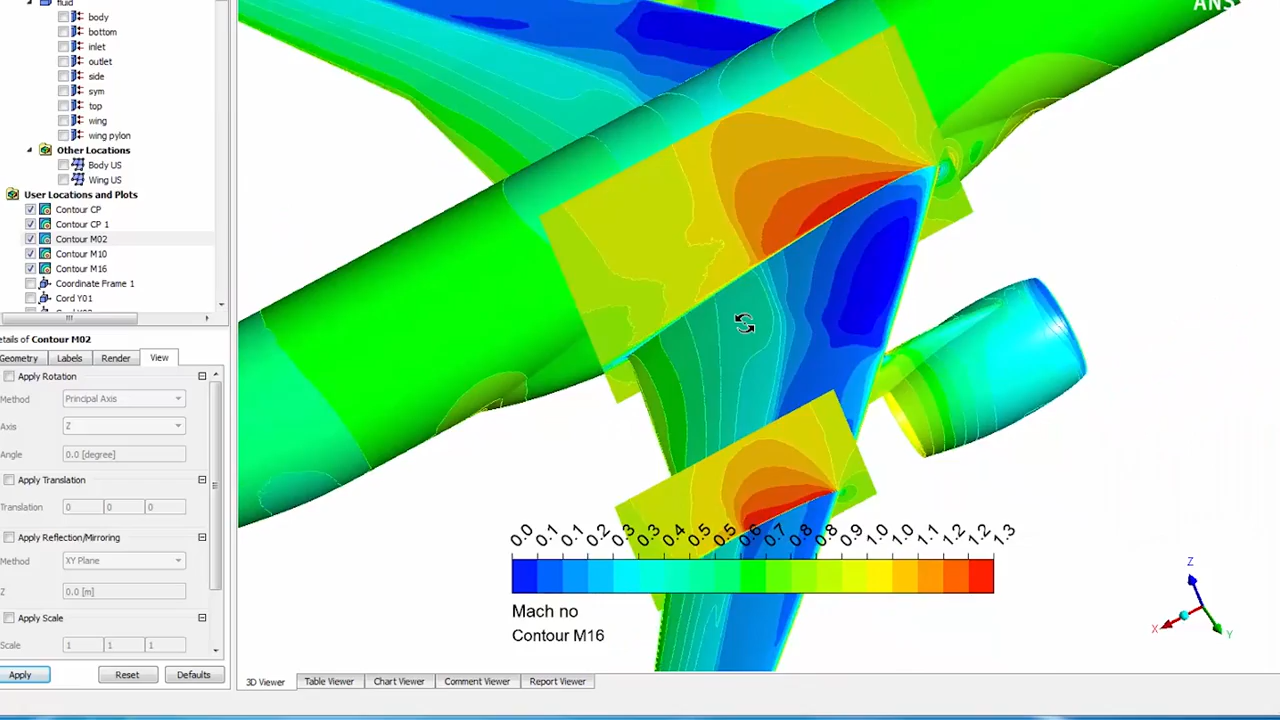 ANS
fluid
body
bottom
inlet
outlet
side
sym
top
wing
wing pylon
Other Locations
Body US
Wing US
User Locations and Plots
Contour CP
Contour CP 1
Contour M02
Contour M10
Contour M16
Coordinate Frame 1
Cord Y01
etails of Contour M02
Geometry Labels Render View
Apply Rotation
Method Principal Axis
Axis Z
Angle 0.0 [degree]
Apply Translation
Translation 0 0 0
Apply Reflection/Mirroring
Method XY Plane
Z 0.0 [m]
Apply Scale
Scale 1 1 1
Apply Reset Defaults
0.0 0.1 0.1 0.2 0.3 0.3 0.4 0.5 0.5 0.6 0.7 0.8 0.8 0.9 1.0 1.0 1.1 1.2 1.2 1.3
Mach no
Contour M16
Z
X
Y
3D Viewer Table Viewer Chart Viewer Comment Viewer Report Viewer